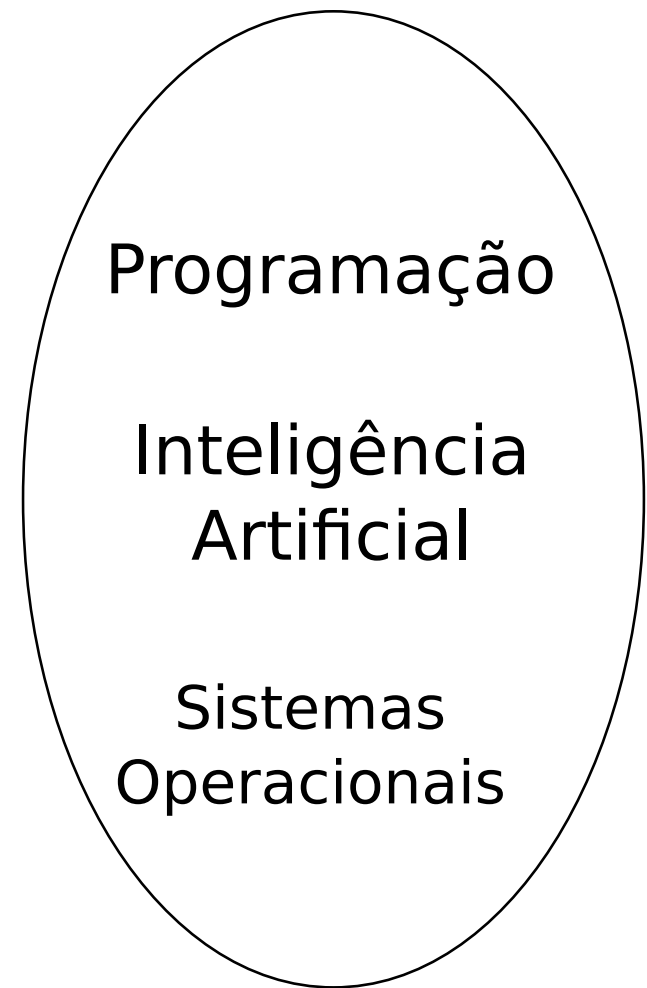 Programação
Inteligência
Artificial
Sistemas
Operacionais